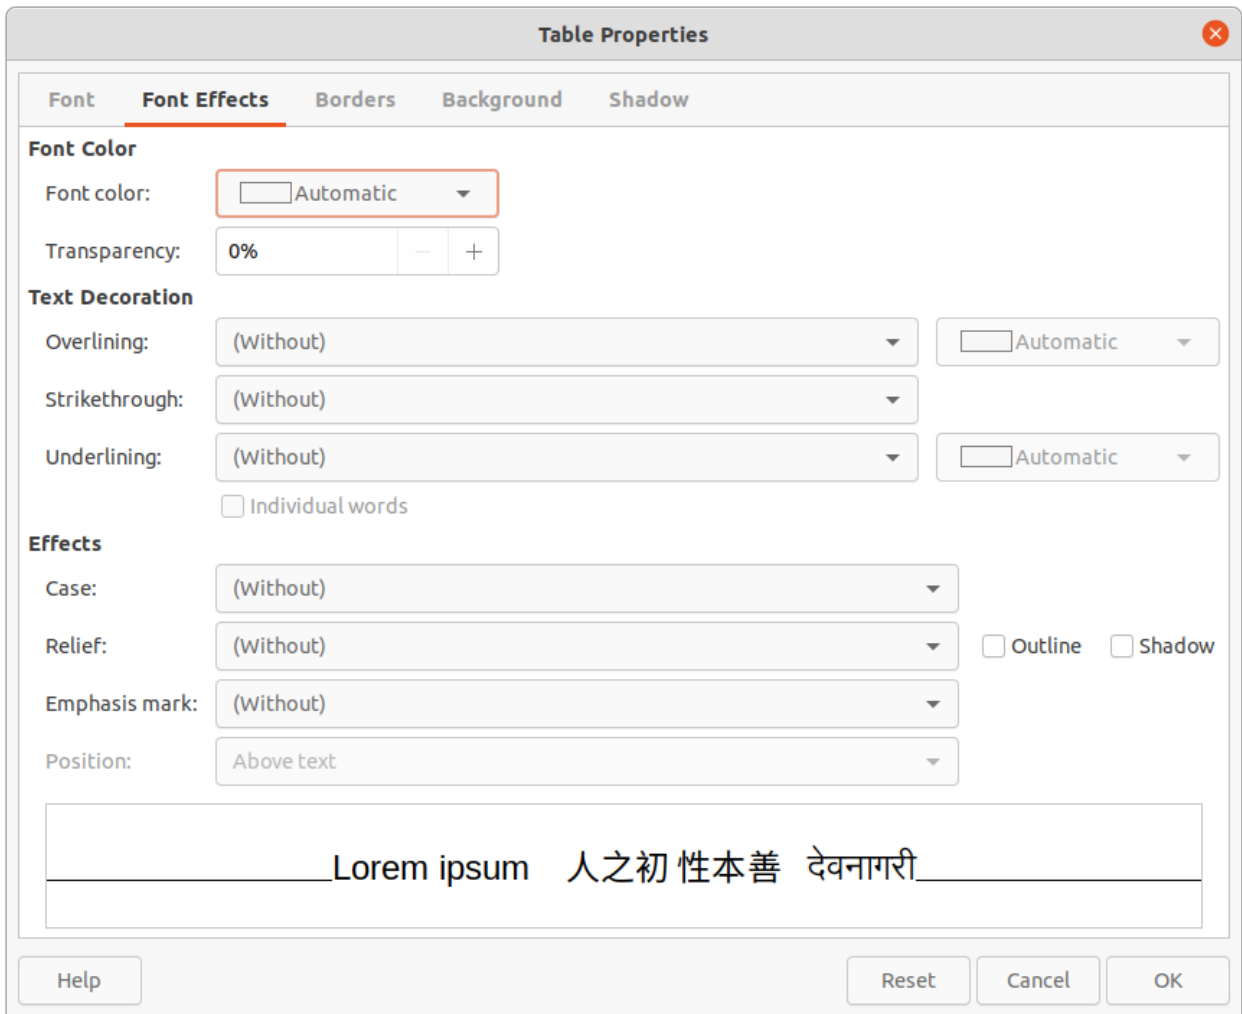 Table Properties
Font Font Effects Borders Background Shadow
Font Color
Font color: Automatic
Transparency: 0%
Text Decoration
Overlining: (Without) Automatic
Strikethrough: (Without)
Underlining: (Without) Automatic
Individual words
Effects
Case: (Without)
Relief: (Without) Outline Shadow
Emphasis mark: (Without)
Position: Above text
Lorem ipsum 人之初 性本善 देवनागरी
Help Reset Cancel OK